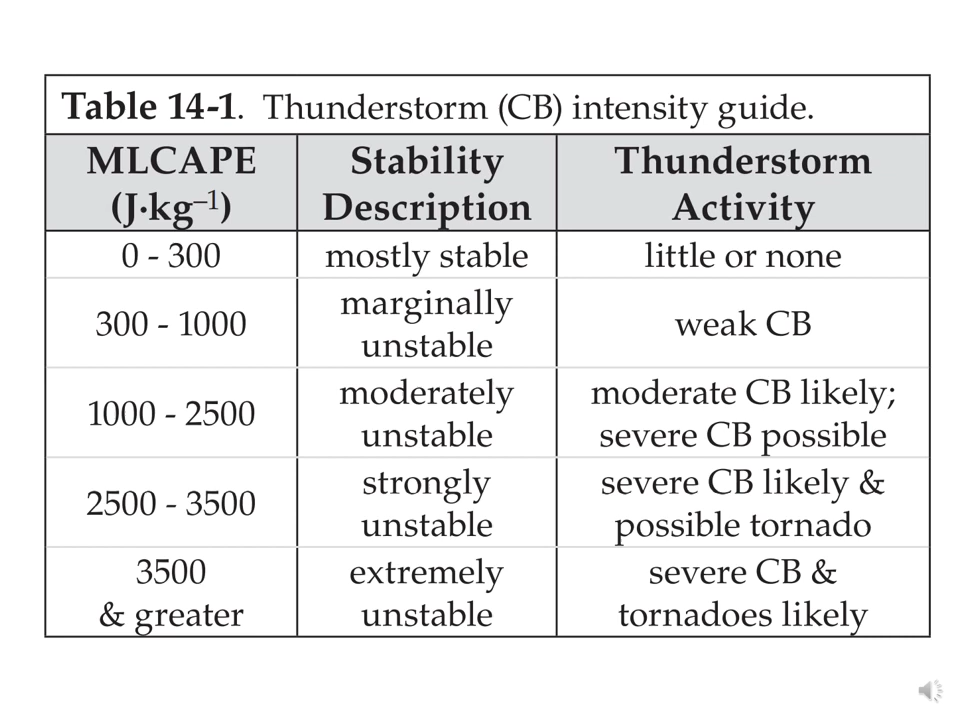 Table 14-1. Thunderstorm (CB) intensity guide.
MLCAPE (J·kg⁻¹) Stability Description Thunderstorm Activity
0 - 300 mostly stable little or none
300 - 1000 marginally unstable weak CB
1000 - 2500 moderately unstable moderate CB likely; severe CB possible
2500 - 3500 strongly unstable severe CB likely & possible tornado
3500 & greater extremely unstable severe CB & tornadoes likely